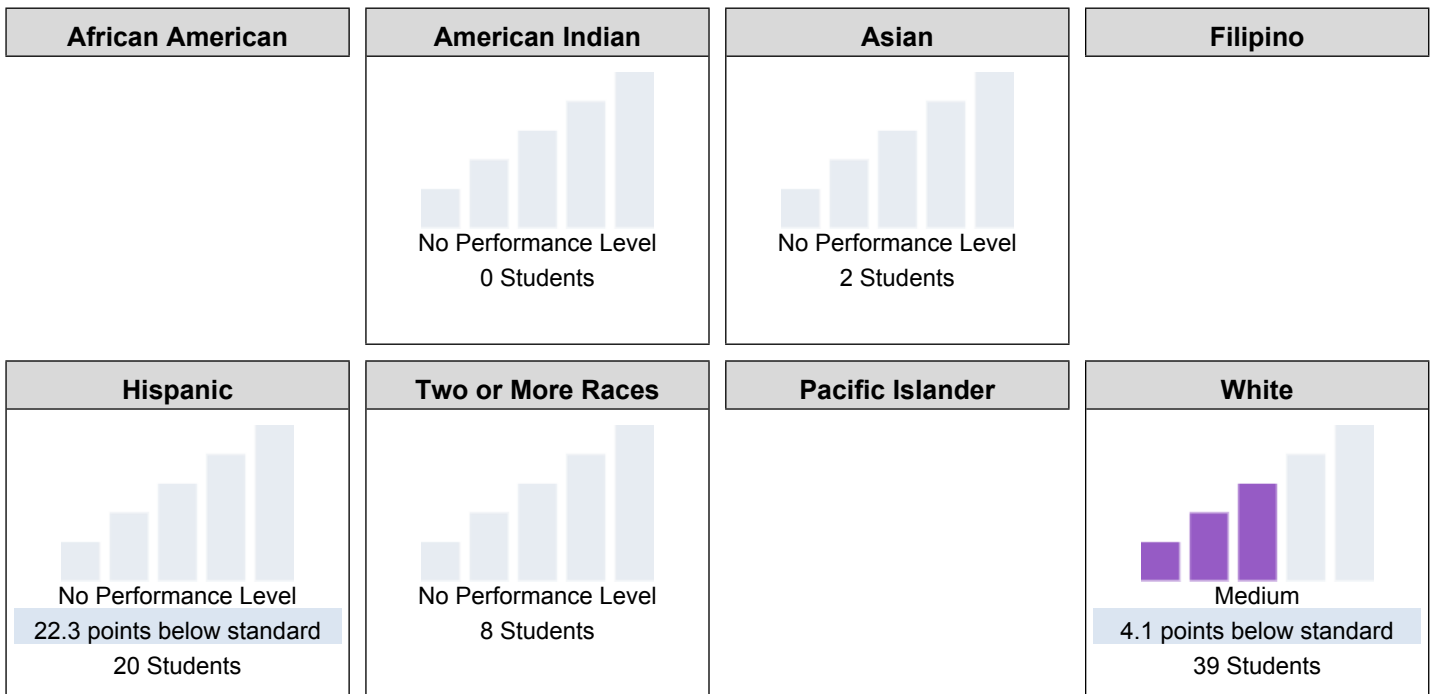 African American
American Indian
Asian
Filipino
No Performance Level
0 Students
No Performance Level
2 Students
Hispanic
Two or More Races
Pacific Islander
White
No Performance Level
22.3 points below standard
20 Students
No Performance Level
8 Students
Medium
4.1 points below standard
39 Students